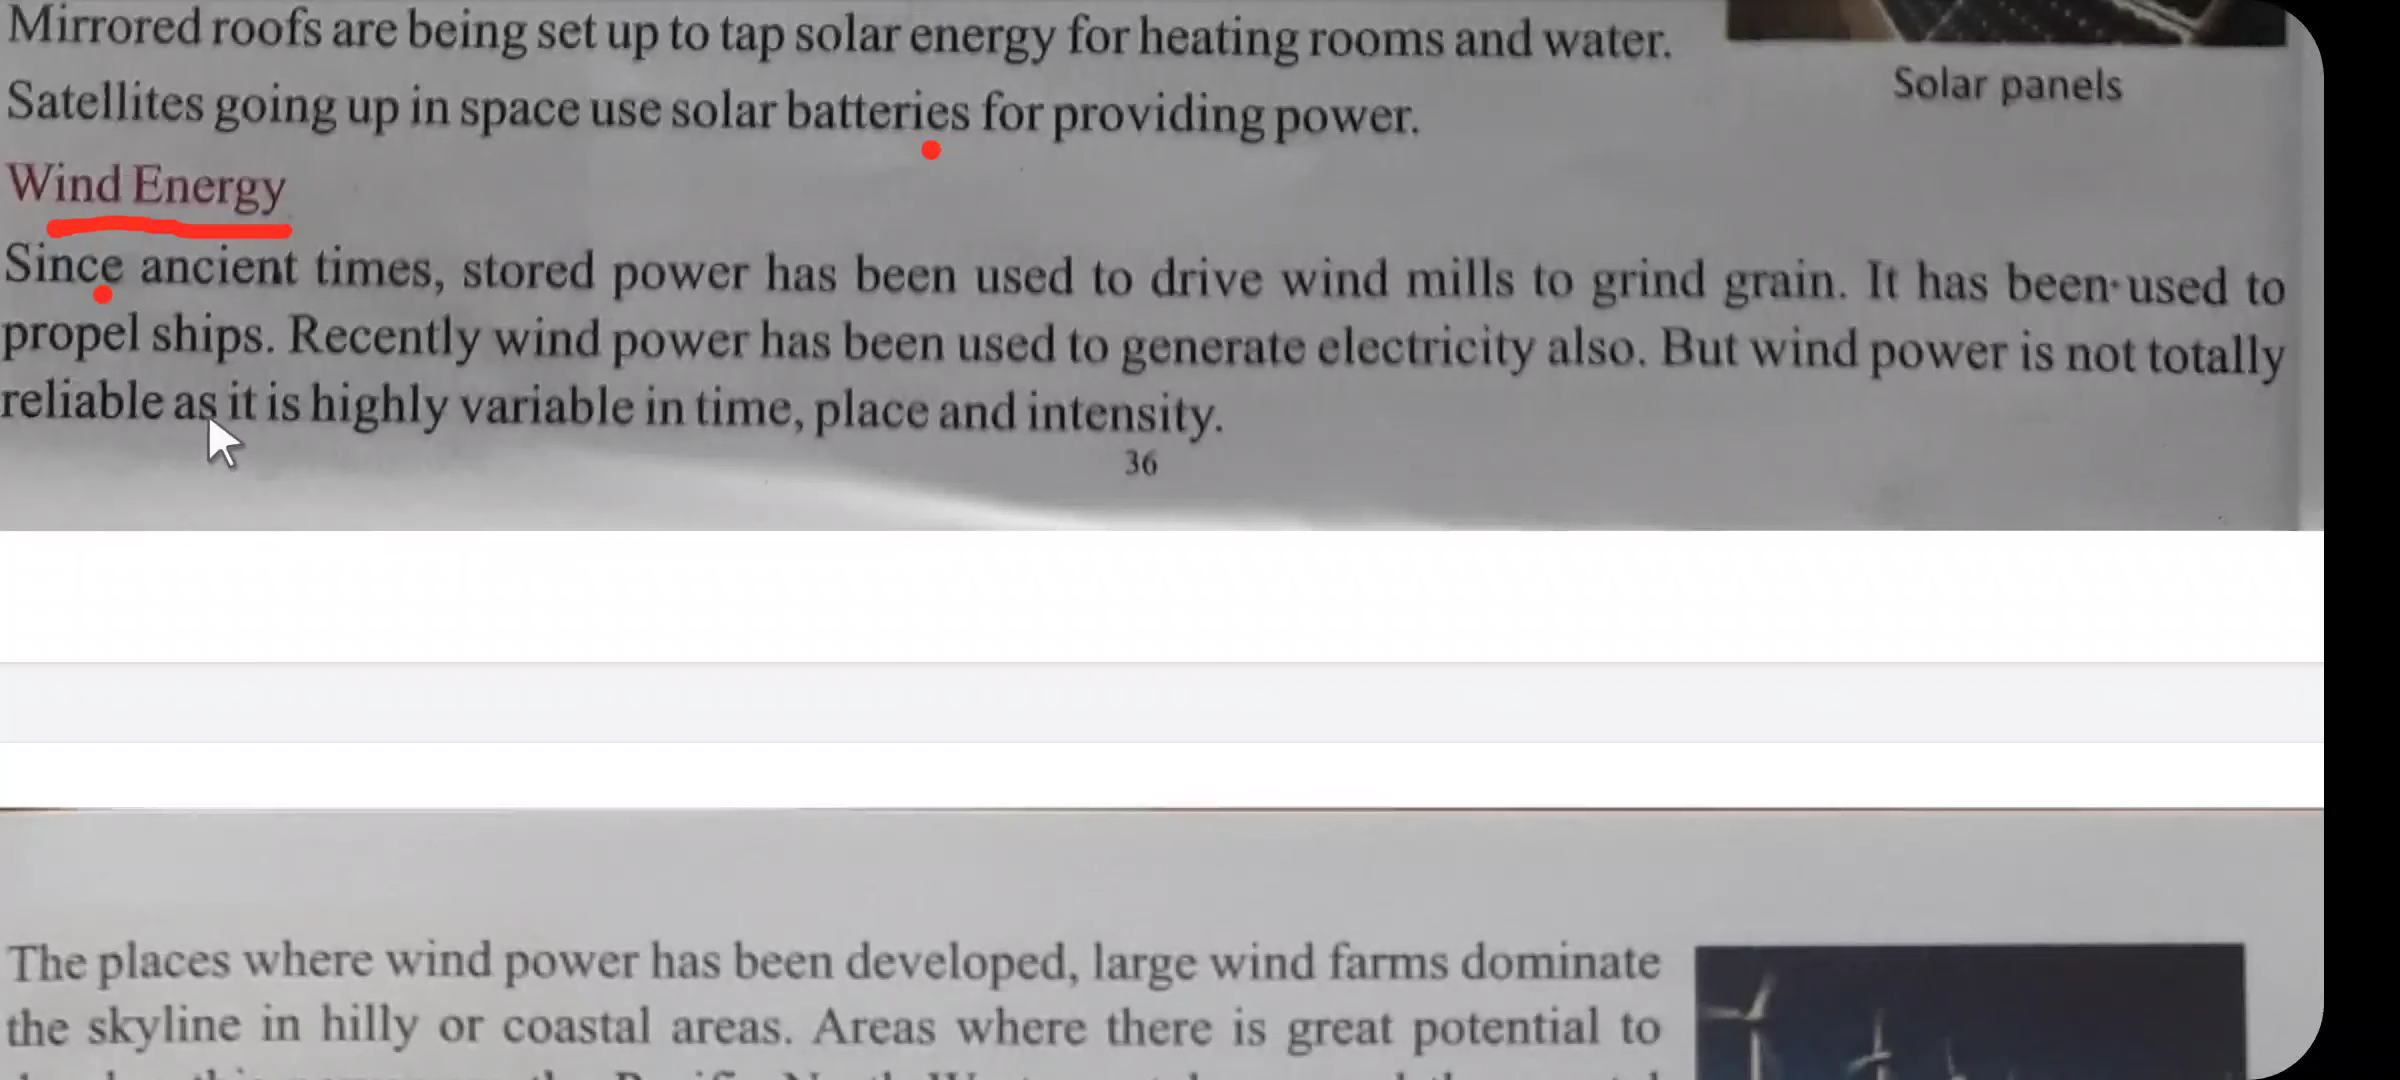 Mirrored roofs are being set up to tap solar energy for heating rooms and water.
Satellites going up in space use solar batteries for providing power.
Solar panels
Wind Energy
Since ancient times, stored power has been used to drive wind mills to grind grain. It has been used to
propel ships. Recently wind power has been used to generate electricity also. But wind power is not totally
reliable as it is highly variable in time, place and intensity.
36
The places where wind power has been developed, large wind farms dominate
the skyline in hilly or coastal areas. Areas where there is great potential to